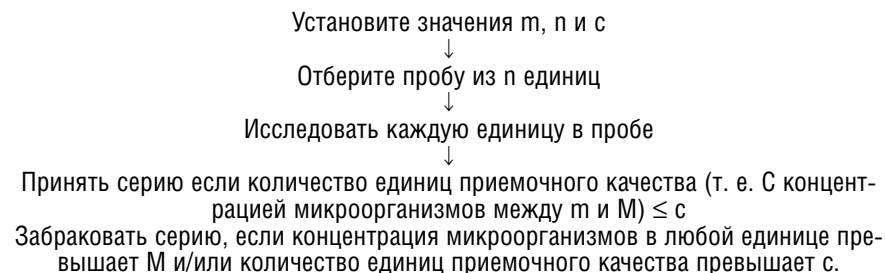 Установите значения m, n и c
↓
Отберите пробу из n единиц
↓
Исследовать каждую единицу в пробе
↓
Принять серию если количество единиц приемочного качества (т. е. С концент-
рацией микроорганизмов между m и M) ≤ c
Забраковать серию, если концентрация микроорганизмов в любой единице пре-
вышает M и/или количество единиц приемочного качества превышает c.